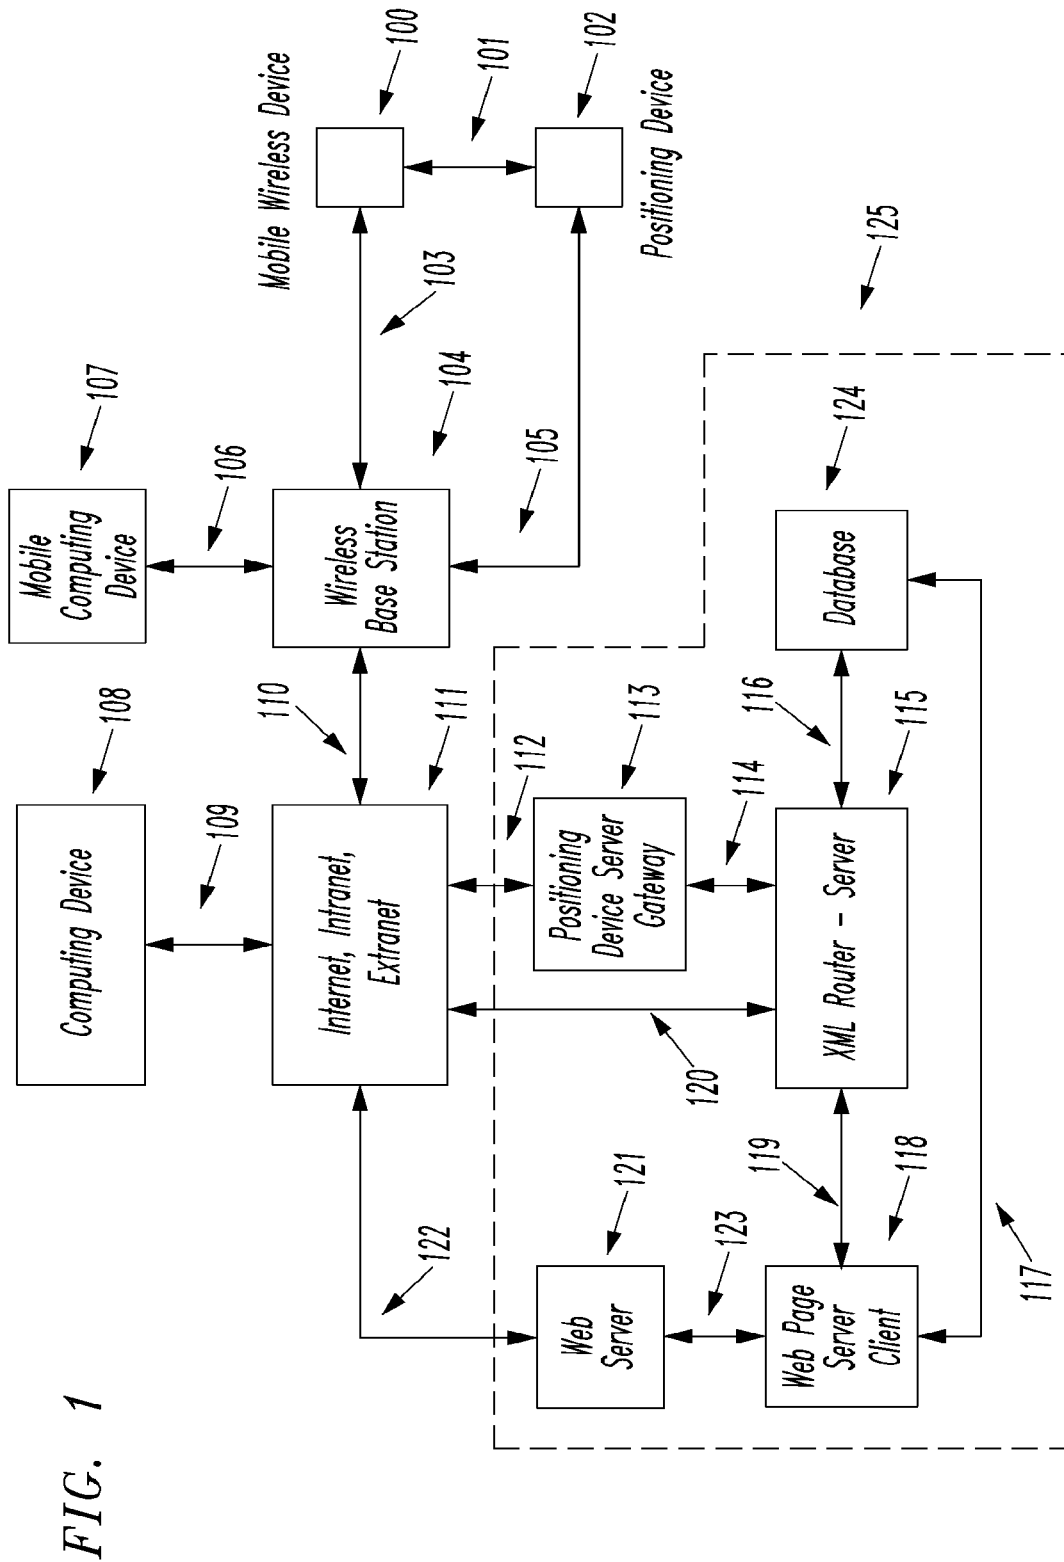 FIG. 1
Computing Device
108
109
Mobile
Computing
Device
107
106
Mobile Wireless Device
100
101
102
Positioning Device
103
Wireless
Base Station
104
105
110
Internet, Intranet,
Extranet
111
122
112
Positioning
Device Server
Gateway
113
114
120
Web
Server
121
123
Web Page
Server
Client
118
119
XML Router - Server
115
116
Database
124
117
125